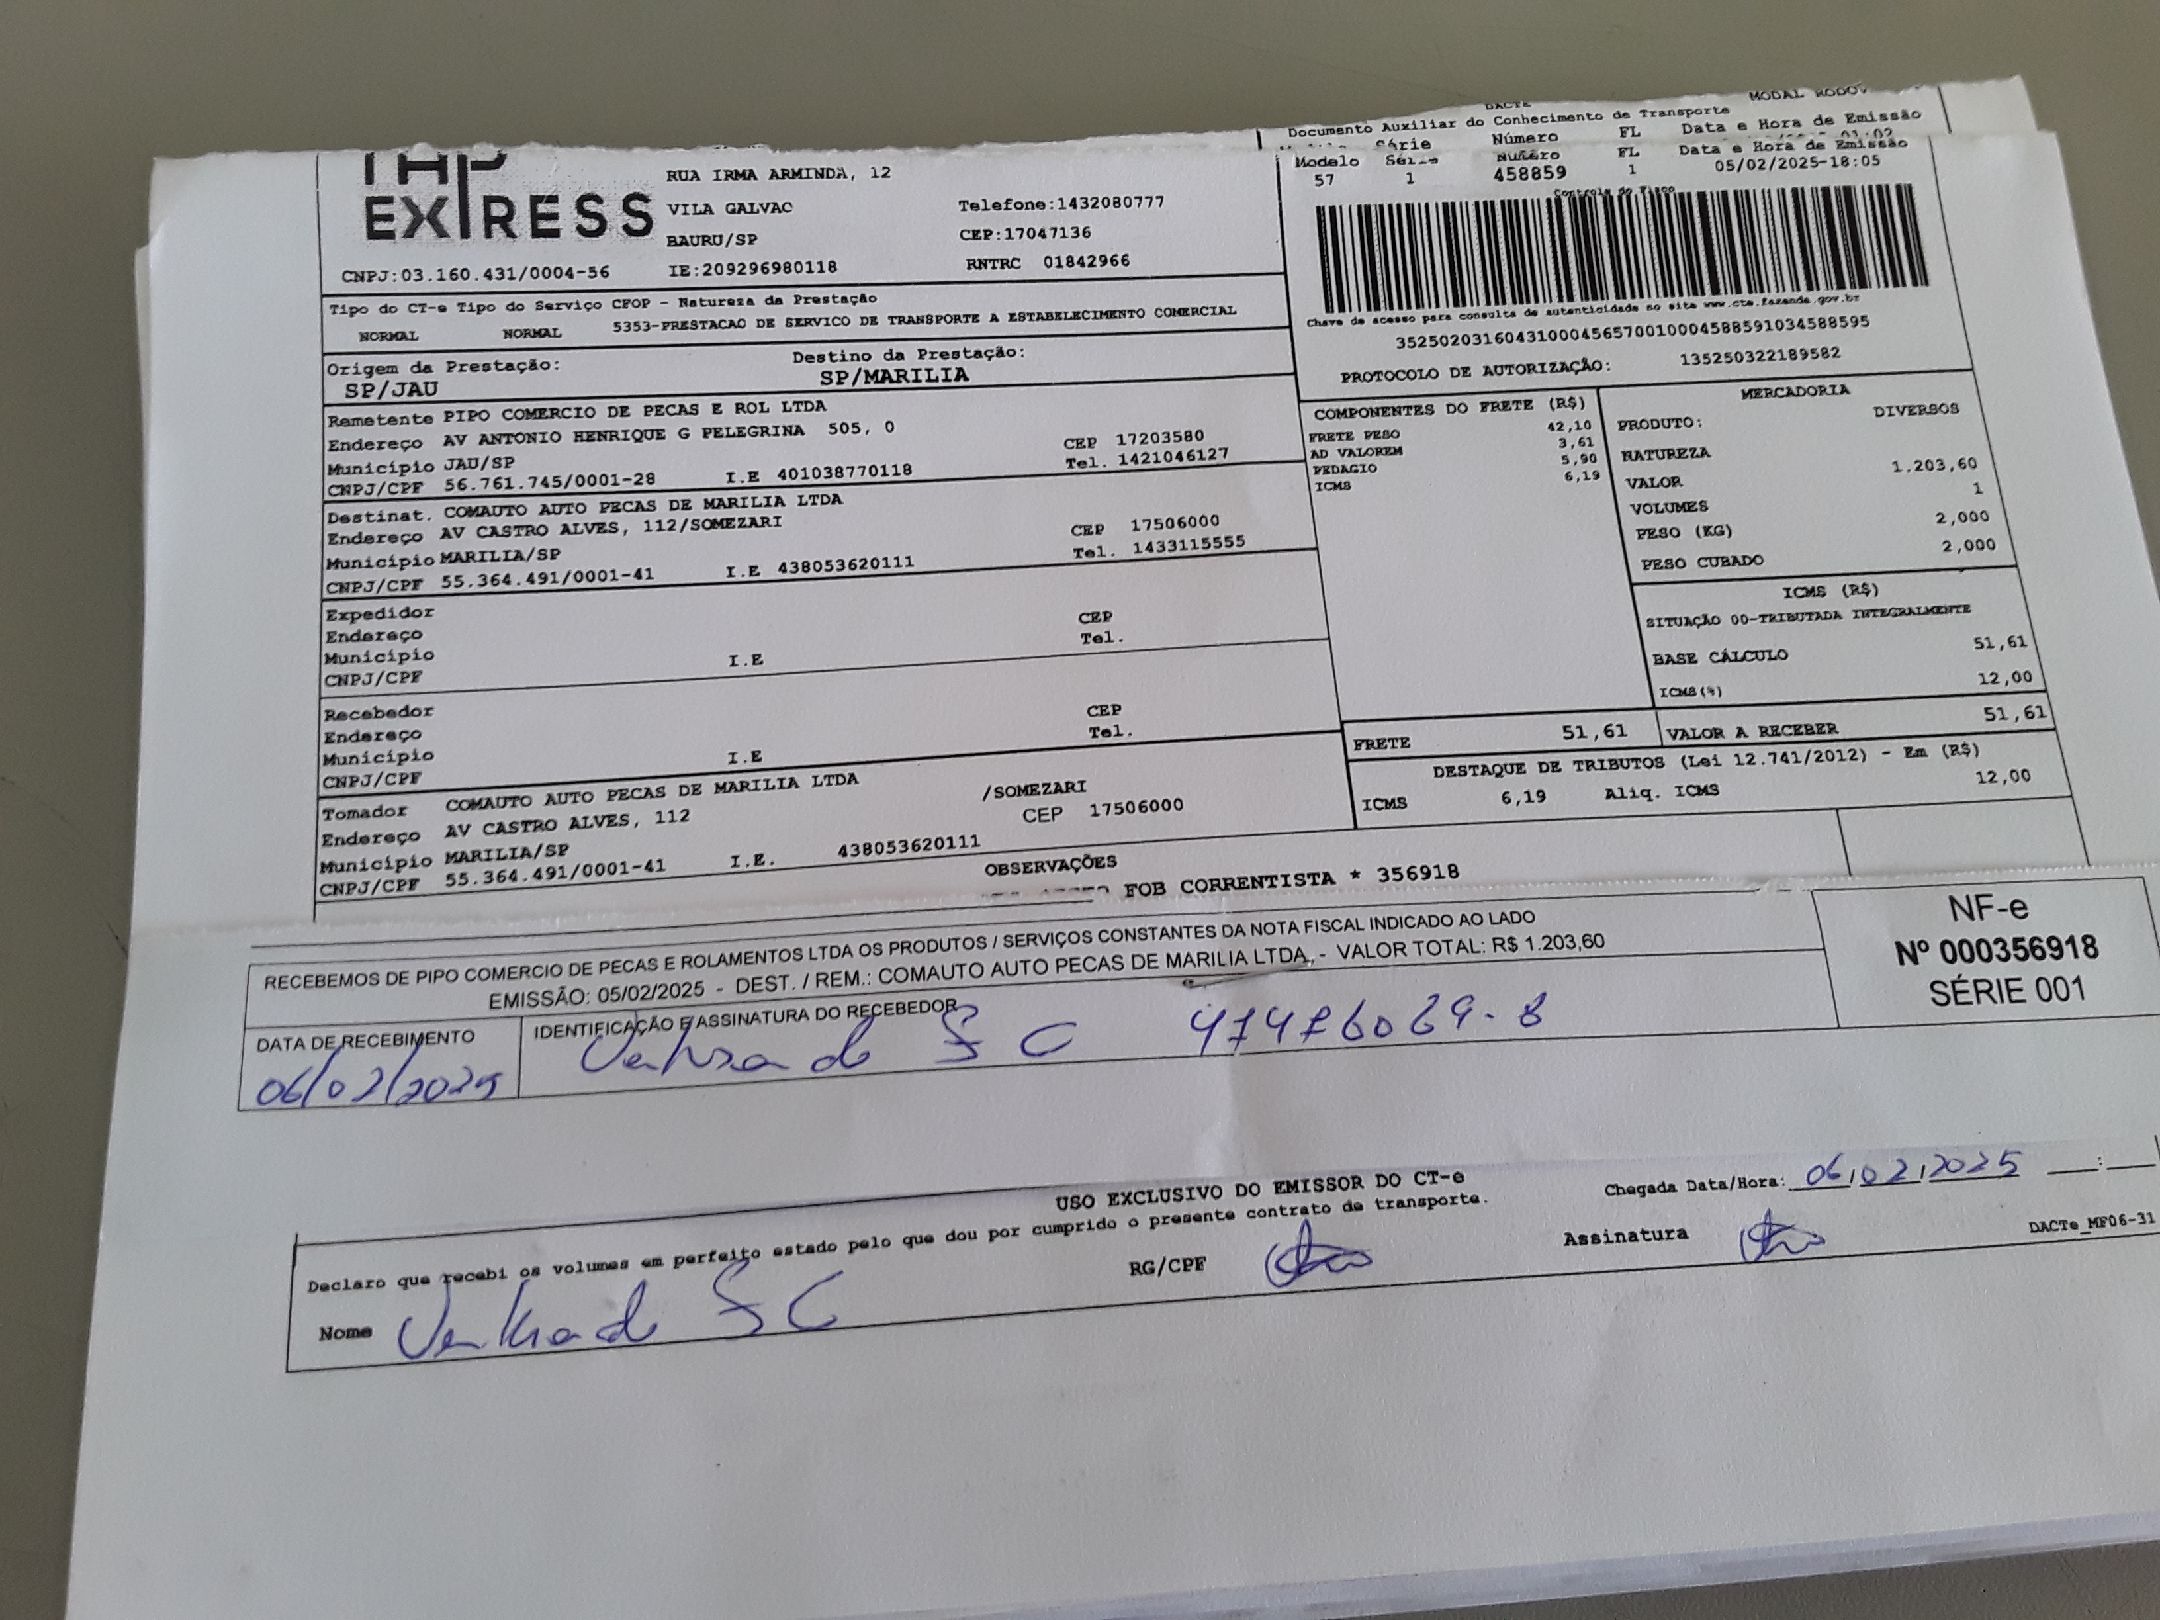 DACTE
MODAL RODOV
Documento Auxiliar do Conhecimento de Transporte
Série Número FL Data e Hora de Emissão
01:02
Modelo Número FL Data e Hora de Emissão
57 1 458859 1 05/02/2025-18:05
Controle do Fisco
EXPRESS
RUA IRMA ARMINDA, 12
VILA GALVAO Telefone:1432080777
BAURU/SP CEP:17047136
CNPJ:03.160.431/0004-56 IE:209296980118 RNTRC 01842966
Chave de acesso para consulta de autenticidade no site www.cte.fazenda.gov.br
35250203160431000456570010004588591034588595
PROTOCOLO DE AUTORIZAÇÃO: 135250322189582
Tipo do CT-e Tipo do Serviço CFOP - Natureza da Prestação
NORMAL NORMAL 5353-PRESTACAO DE SERVICO DE TRANSPORTE A ESTABELECIMENTO COMERCIAL
Origem da Prestação: Destino da Prestação:
SP/JAU SP/MARILIA
Remetente PIPO COMERCIO DE PECAS E ROL LTDA
Endereço AV ANTONIO HENRIQUE G PELEGRINA 505, 0 CEP 17203580
Município JAU/SP Tel. 1421046127
CNPJ/CPF 56.761.745/0001-28 I.E 401038770118
Destinat. COMAUTO AUTO PECAS DE MARILIA LTDA
Endereço AV CASTRO ALVES, 112/SOMEZARI CEP 17506000
Município MARILIA/SP Tel. 1433115555
CNPJ/CPF 55.364.491/0001-41 I.E 438053620111
Expedidor CEP
Endereço Tel.
Município I.E
CNPJ/CPF
Recebedor CEP
Endereço Tel.
Município I.E
CNPJ/CPF
Tomador COMAUTO AUTO PECAS DE MARILIA LTDA
Endereço AV CASTRO ALVES, 112 /SOMEZARI
Município MARILIA/SP CEP 17506000
CNPJ/CPF 55.364.491/0001-41 I.E. 438053620111
COMPONENTES DO FRETE (R$)
FRETE PESO 42,10
AD VALOREM 3,61
PEDAGIO 5,90
ICMS 6,19
MERCADORIA
PRODUTO: DIVERSOS
NATUREZA
VALOR 1.203,60
VOLUMES 1
PESO (KG) 2,000
PESO CUBADO 2,000
ICMS (R$)
SITUAÇÃO 00-TRIBUTADA INTEGRALMENTE
BASE CÁLCULO 51,61
ICMS(%) 12,00
FRETE 51,61 VALOR A RECEBER 51,61
DESTAQUE DE TRIBUTOS (Lei 12.741/2012) - Em (R$)
ICMS 6,19 Aliq. ICMS 12,00
OBSERVAÇÕES
FOB CORRENTISTA * 356918
RECEBEMOS DE PIPO COMERCIO DE PECAS E ROLAMENTOS LTDA OS PRODUTOS / SERVIÇOS CONSTANTES DA NOTA FISCAL INDICADO AO LADO
EMISSÃO: 05/02/2025 - DEST. / REM.: COMAUTO AUTO PECAS DE MARILIA LTDA, - VALOR TOTAL: R$ 1.203,60
NF-e
Nº 000356918
SÉRIE 001
DATA DE RECEBIMENTO IDENTIFICAÇÃO E ASSINATURA DO RECEBEDOR
06/02/2025
USO EXCLUSIVO DO EMISSOR DO CT-e
Declaro que recebi os volumes em perfeito estado pelo que dou por cumprido o presente contrato de transporte.
Chegada Data/Hora: 06/02/2025 __:__
Nome RG/CPF Assinatura
DACTe_MF06-31